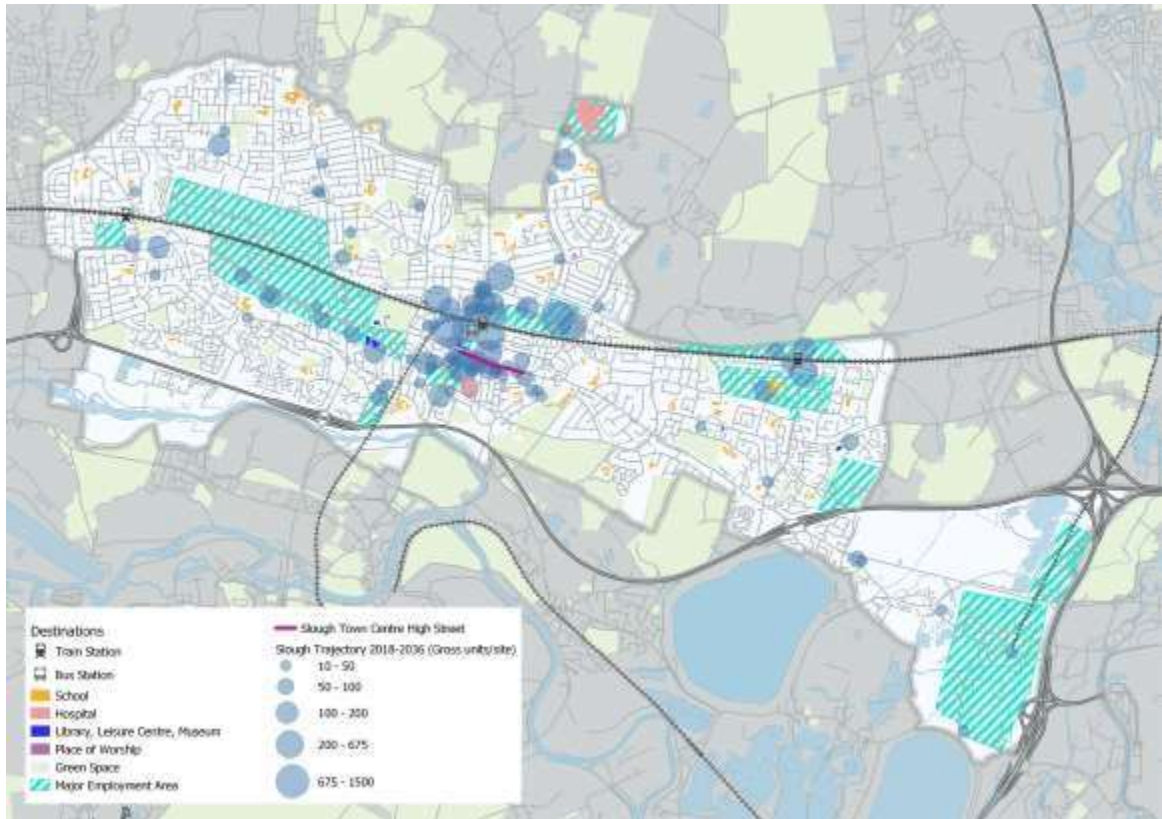 Destinations
Train Station
Bus Station
School
Hospital
Library, Leisure Centre, Museum
Place of Worship
Green Space
Major Employment Area
Slough Town Centre High Street
Slough Trajectory 2018-2036 (Gross units/site)
10 - 50
50 - 100
100 - 200
200 - 675
675 - 1500